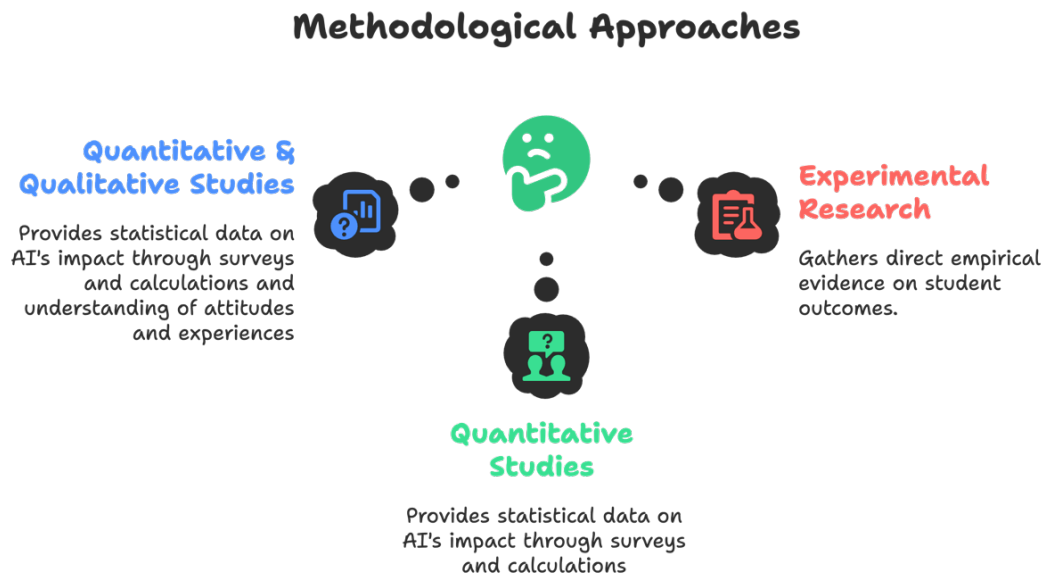 Methodological Approaches
Quantitative &
Qualitative Studies
Provides statistical data on
AI's impact through surveys
and calculations and
understanding of attitudes
and experiences
?
Experimental
Research
Gathers direct empirical
evidence on student
outcomes.
?
Quantitative
Studies
Provides statistical data on
AI's impact through surveys
and calculations